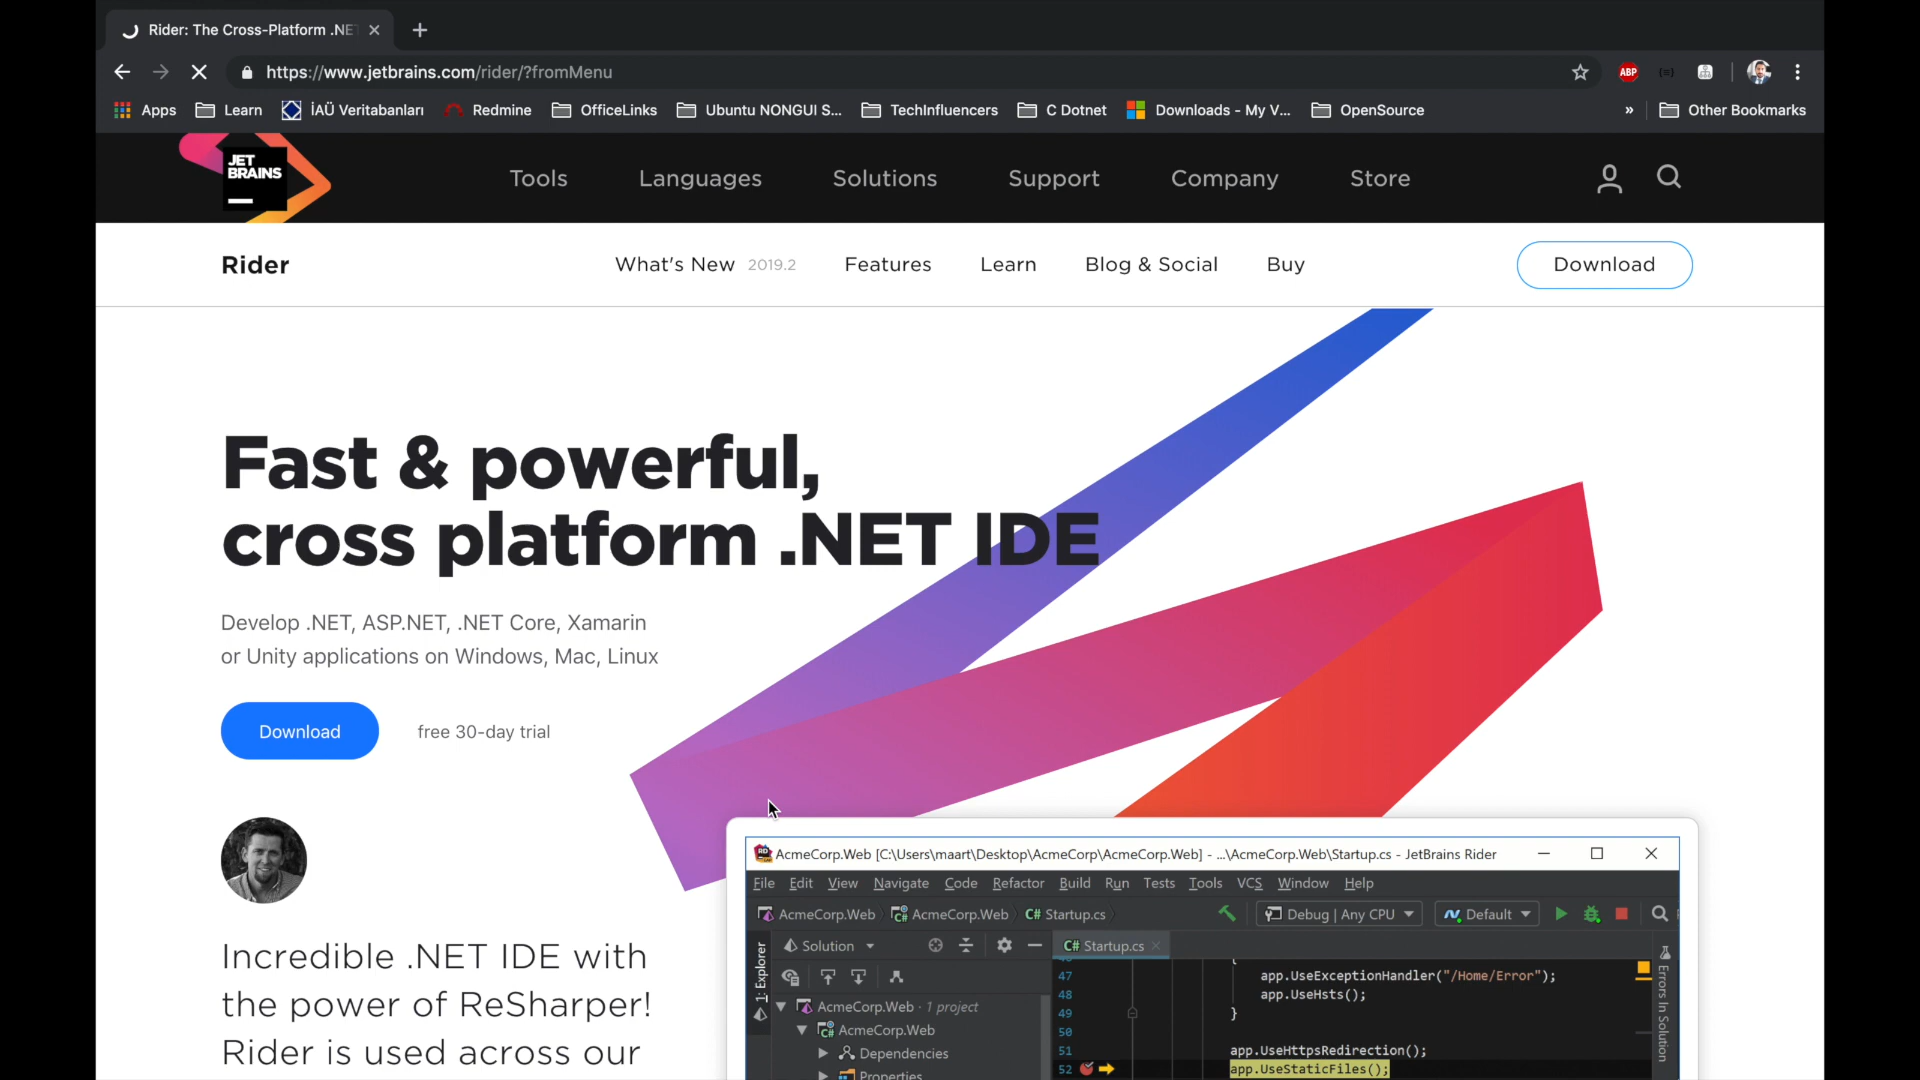 Rider: The Cross-Platform .NE
https://www.jetbrains.com/rider/?fromMenu
ABP
Apps
Learn
İAÜ Veritabanları
Redmine
OfficeLinks
Ubuntu NONGUI S...
TechInfluencers
C Dotnet
Downloads - My V...
OpenSource
»
Other Bookmarks
JET
BRAINS
Tools
Languages
Solutions
Support
Company
Store
Rider
What's New 2019.2
Features
Learn
Blog & Social
Buy
Download
Fast & powerful,
cross platform .NET IDE
Develop .NET, ASP.NET, .NET Core, Xamarin
or Unity applications on Windows, Mac, Linux
Download
free 30-day trial
Incredible .NET IDE with
the power of ReSharper!
Rider is used across our
RD
AcmeCorp.Web [C:\Users\maart\Desktop\AcmeCorp\AcmeCorp.Web] - ...\AcmeCorp.Web\Startup.cs - JetBrains Rider
File Edit View Navigate Code Refactor Build Run Tests Tools VCS Window Help
AcmeCorp.Web
AcmeCorp.Web
C# Startup.cs
Debug | Any CPU
Default
1: Explorer
Solution
C# Startup.cs
AcmeCorp.Web · 1 project
AcmeCorp.Web
Dependencies
Properties
47 app.UseExceptionHandler("/Home/Error");
48 app.UseHsts();
49 }
50
51 app.UseHttpsRedirection();
52 app.UseStaticFiles();
Errors In Solution